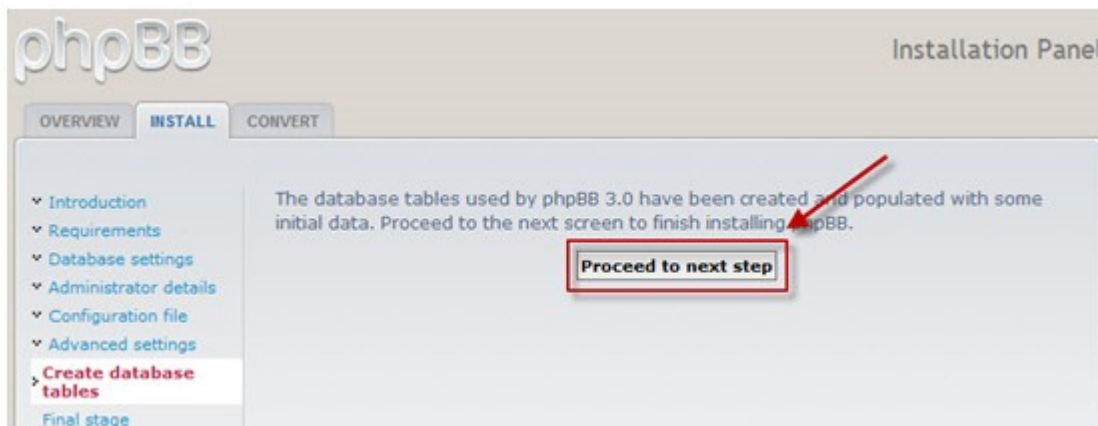 phpBB
Installation Panel
OVERVIEW INSTALL CONVERT
Introduction
Requirements
Database settings
Administrator details
Configuration file
Advanced settings
Create database
tables
Final stage
The database tables used by phpBB 3.0 have been created and populated with some
initial data. Proceed to the next screen to finish installing phpBB.
Proceed to next step